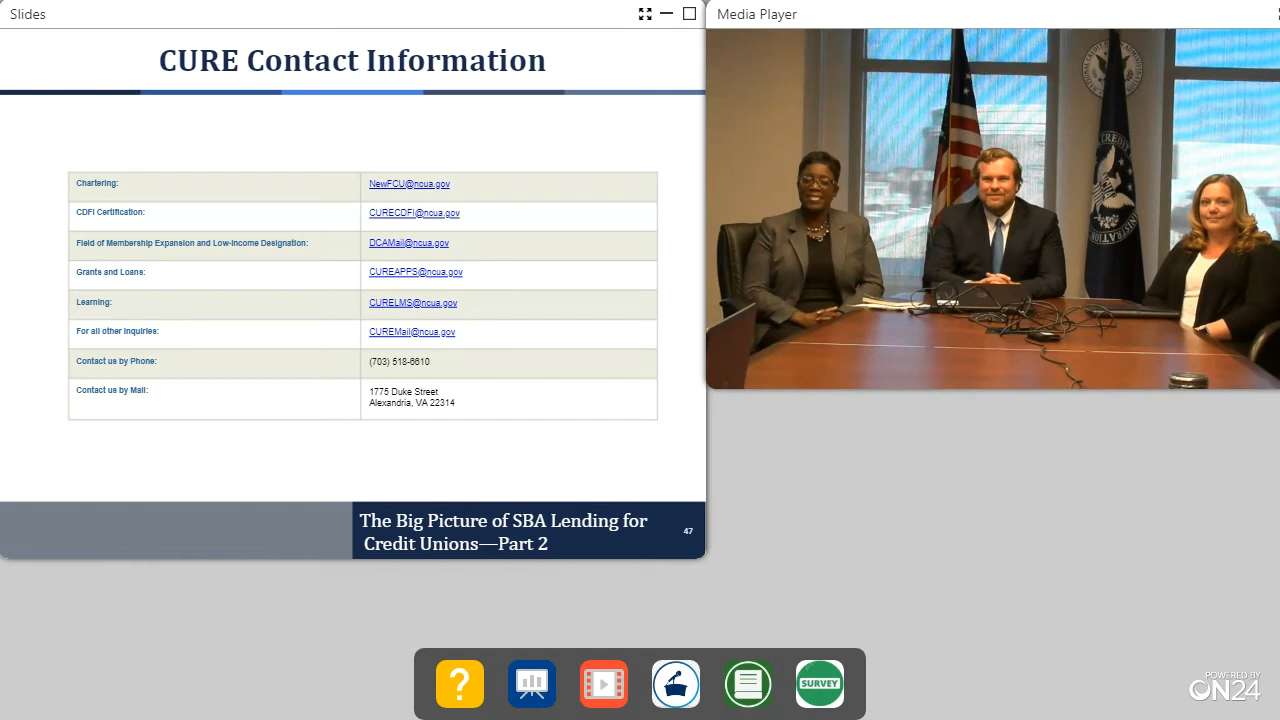 Slides
Media Player
CURE Contact Information
Chartering:
NewFCU@ncua.gov
CDFI Certification:
CURECDFI@ncua.gov
Field of Membership Expansion and Low-Income Designation:
DCAMail@ncua.gov
Grants and Loans:
CUREAPPS@ncua.gov
Learning:
CURELMS@ncua.gov
For all other Inquiries:
CUREMail@ncua.gov
Contact us by Phone:
(703) 518-6610
Contact us by Mail:
1775 Duke Street
Alexandria, VA 22314
The Big Picture of SBA Lending for
Credit Unions—Part 2
47
CREDIT
?
SURVEY
POWERED BY
ON24